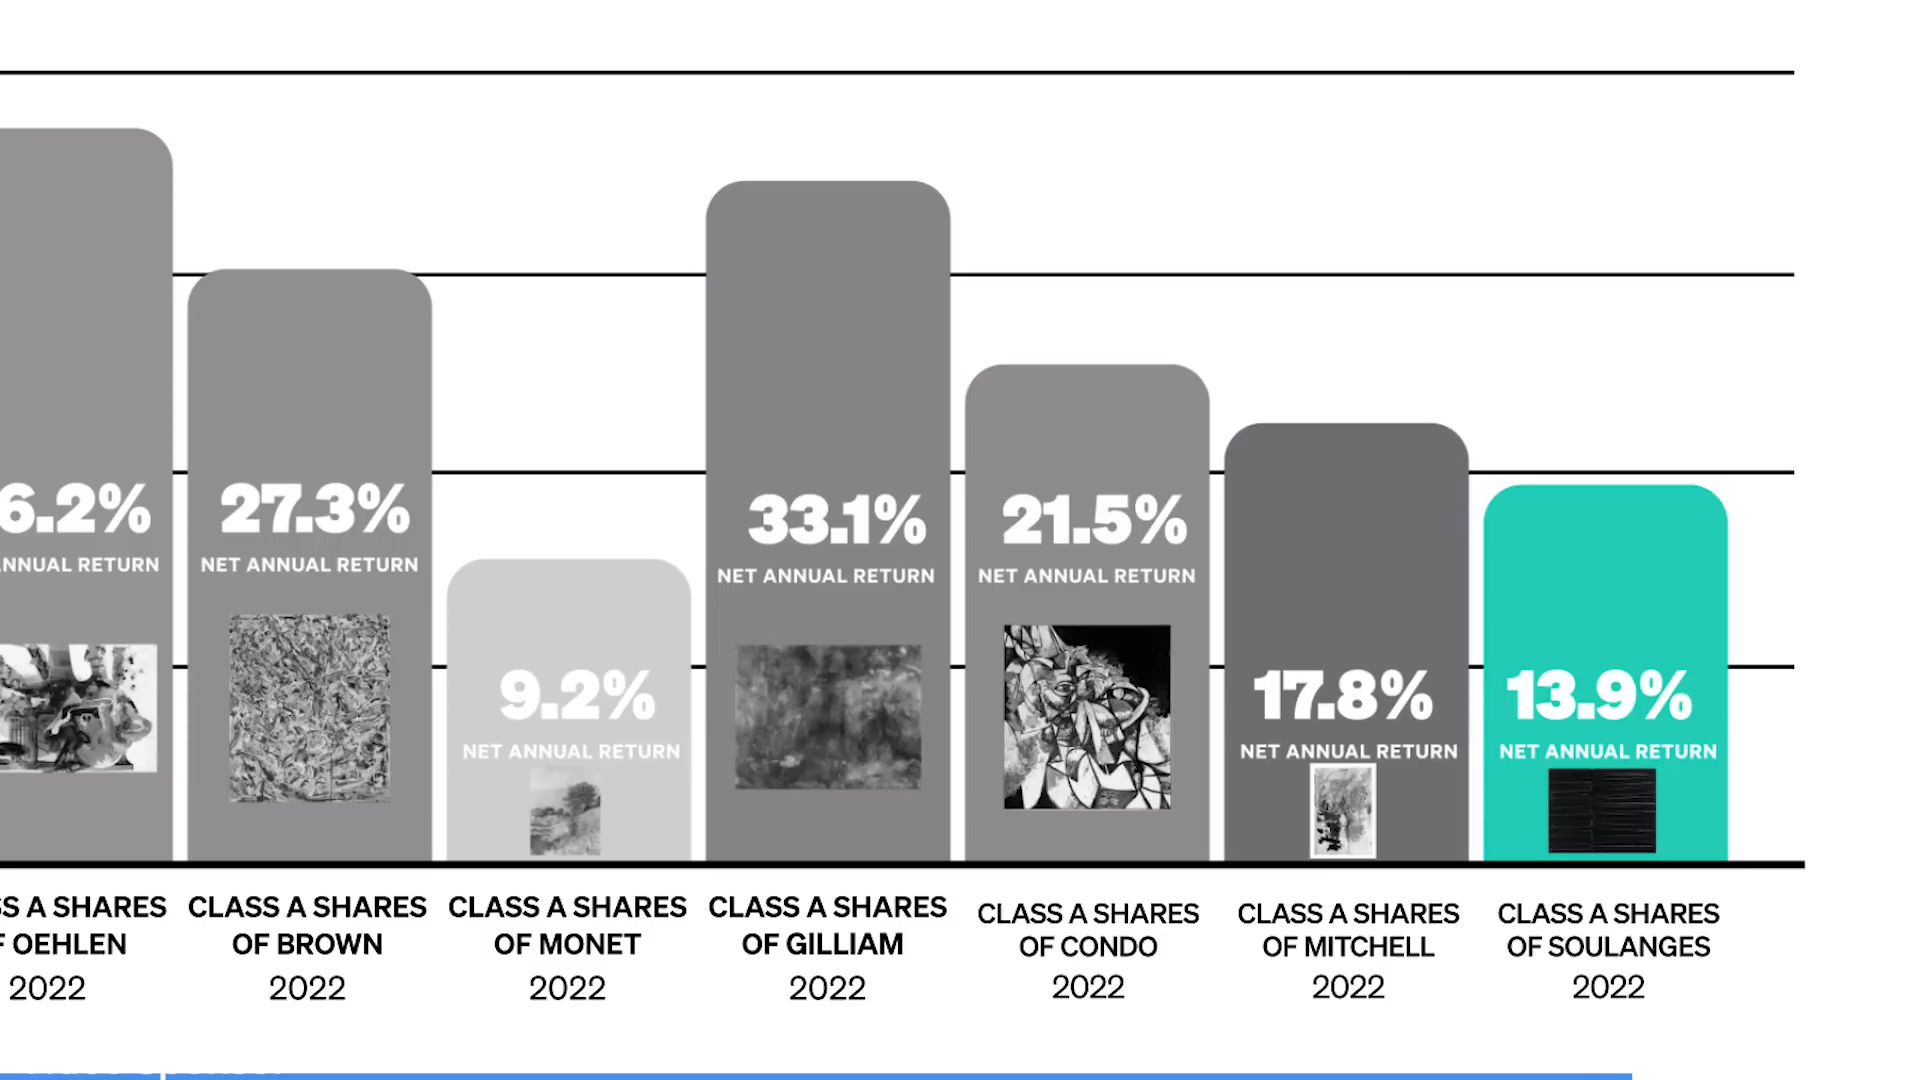 6.2%
ANNUAL RETURN
27.3%
NET ANNUAL RETURN
9.2%
NET ANNUAL RETURN
33.1%
NET ANNUAL RETURN
21.5%
NET ANNUAL RETURN
17.8%
NET ANNUAL RETURN
13.9%
NET ANNUAL RETURN
A SHARES
OEHLEN
2022
CLASS A SHARES
OF BROWN
2022
CLASS A SHARES
OF MONET
2022
CLASS A SHARES
OF GILLIAM
2022
CLASS A SHARES
OF CONDO
2022
CLASS A SHARES
OF MITCHELL
2022
CLASS A SHARES
OF SOULANGES
2022